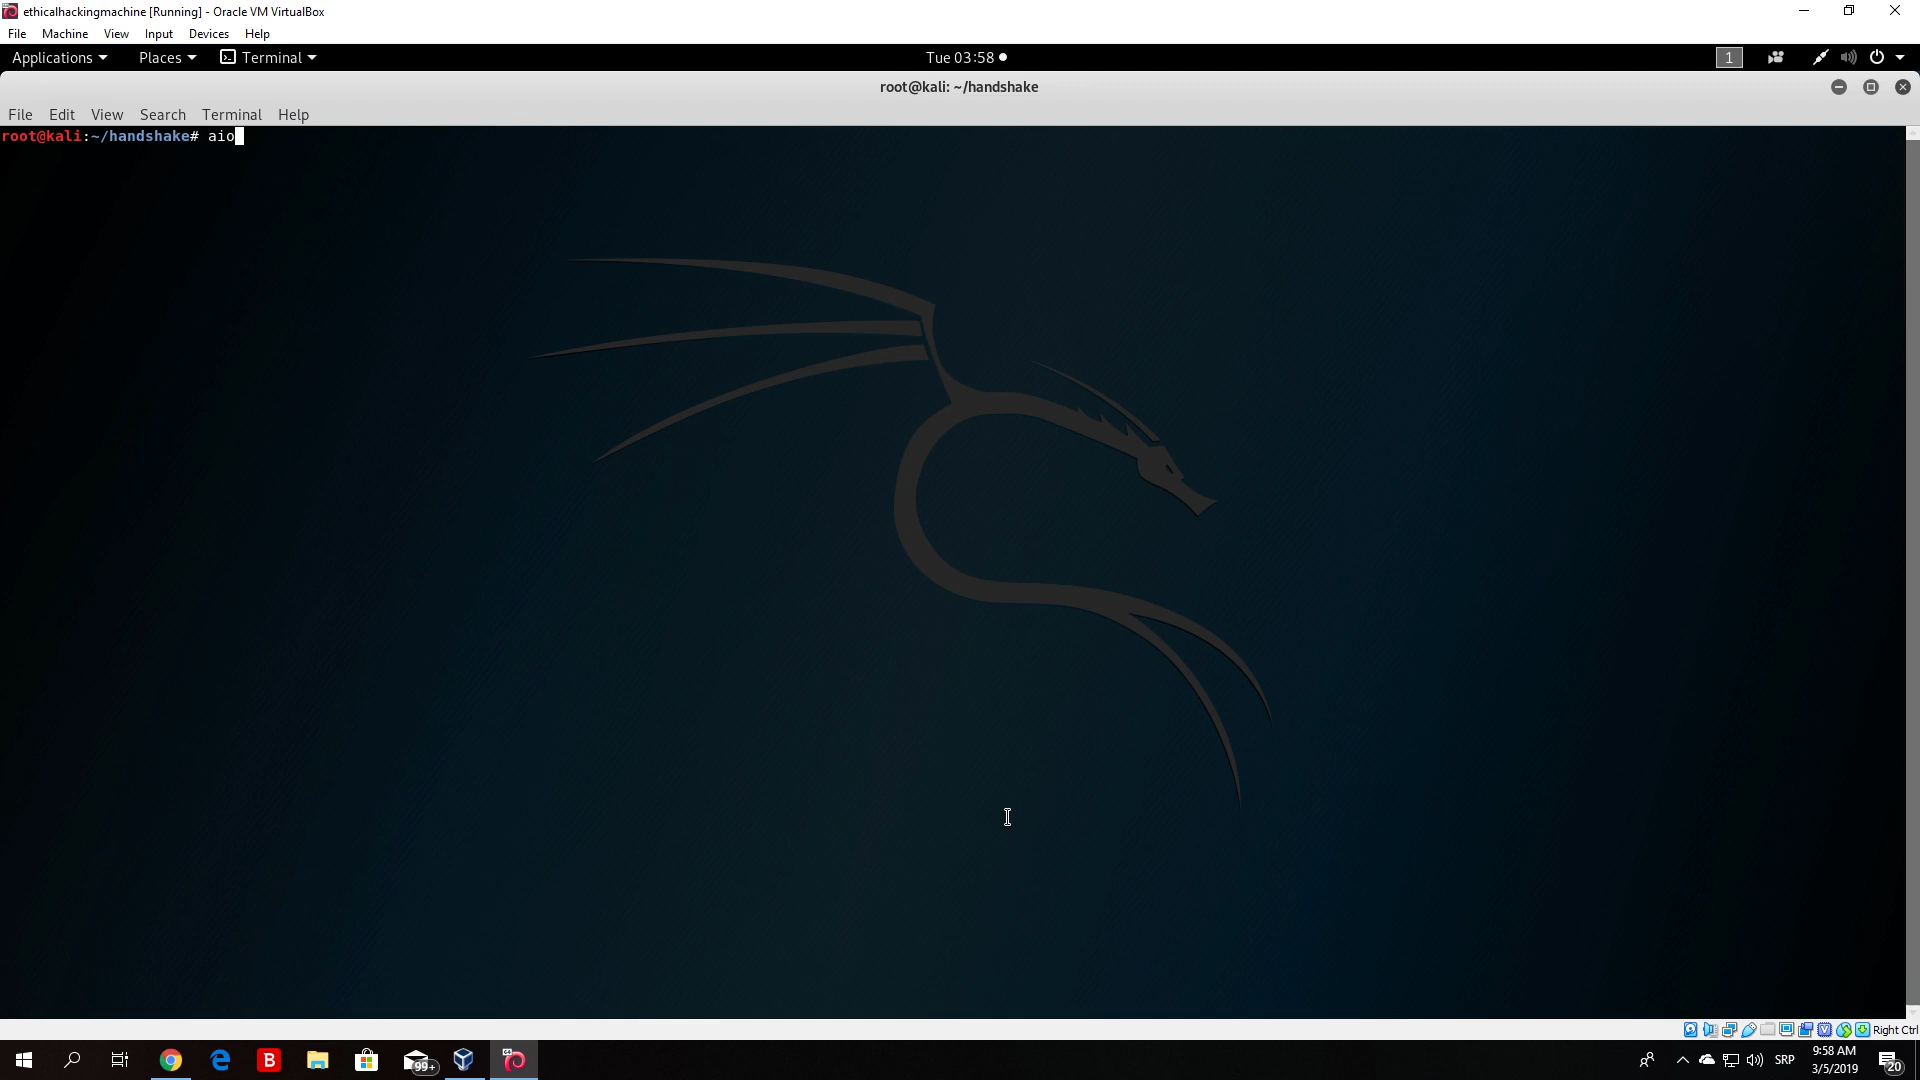 ethicalhackingmachine [Running] - Oracle VM VirtualBox
File Machine View Input Devices Help
Applications Places Terminal Tue 03:58 1
root@kali: ~/handshake
File Edit View Search Terminal Help
root@kali:~/handshake# aio
Right Ctrl
99+ SRP 9:58 AM 20
3/5/2019